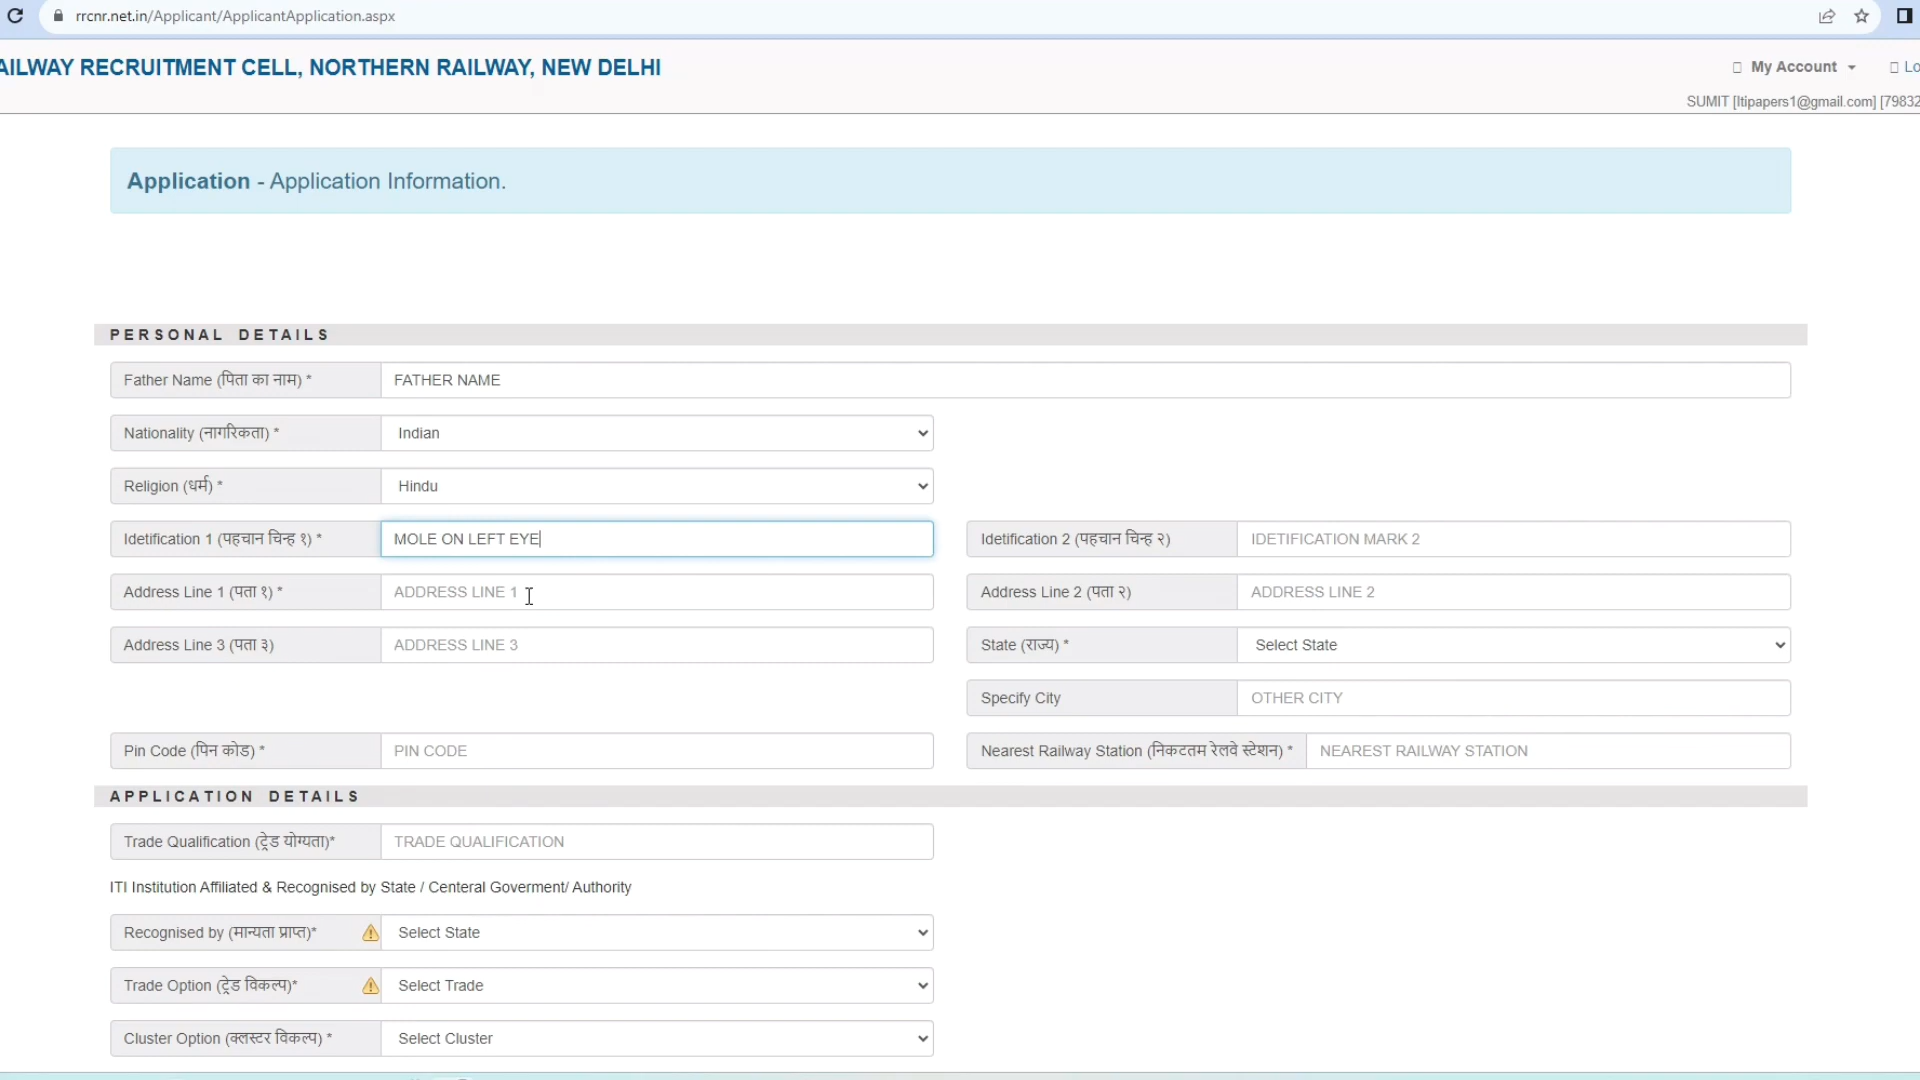 rrcnr.net.in/Applicant/ApplicantApplication.aspx
AILWAY RECRUITMENT CELL, NORTHERN RAILWAY, NEW DELHI
My Account
Lo
SUMIT [Itipapers1@gmail.com] [79832
Application - Application Information.
PERSONAL DETAILS
Father Name (पिता का नाम) * FATHER NAME
Nationality (नागरिकता) * Indian
Religion (धर्म) * Hindu
Idetification 1 (पहचान चिन्ह १) * MOLE ON LEFT EYE Idetification 2 (पहचान चिन्ह २) IDETIFICATION MARK 2
Address Line 1 (पता १) * ADDRESS LINE 1 Address Line 2 (पता २) ADDRESS LINE 2
Address Line 3 (पता ३) ADDRESS LINE 3 State (राज्य) * Select State
Specify City OTHER CITY
Pin Code (पिन कोड) * PIN CODE Nearest Railway Station (निकटतम रेलवे स्टेशन) * NEAREST RAILWAY STATION
APPLICATION DETAILS
Trade Qualification (ट्रेड योग्यता)* TRADE QUALIFICATION
ITI Institution Affiliated & Recognised by State / Centeral Goverment/ Authority
Recognised by (मान्यता प्राप्त)* Select State
Trade Option (ट्रेड विकल्प)* Select Trade
Cluster Option (क्लस्टर विकल्प) * Select Cluster